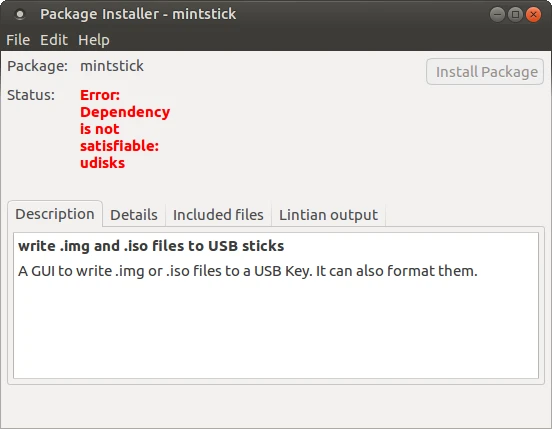 Package Installer - mintstick
File Edit Help
Package: mintstick
Install Package
Status: Error:
Dependency
is not
satisfiable:
udisks
Description Details Included files Lintian output
write .img and .iso files to USB sticks
A GUI to write .img or .iso files to a USB Key. It can also format them.